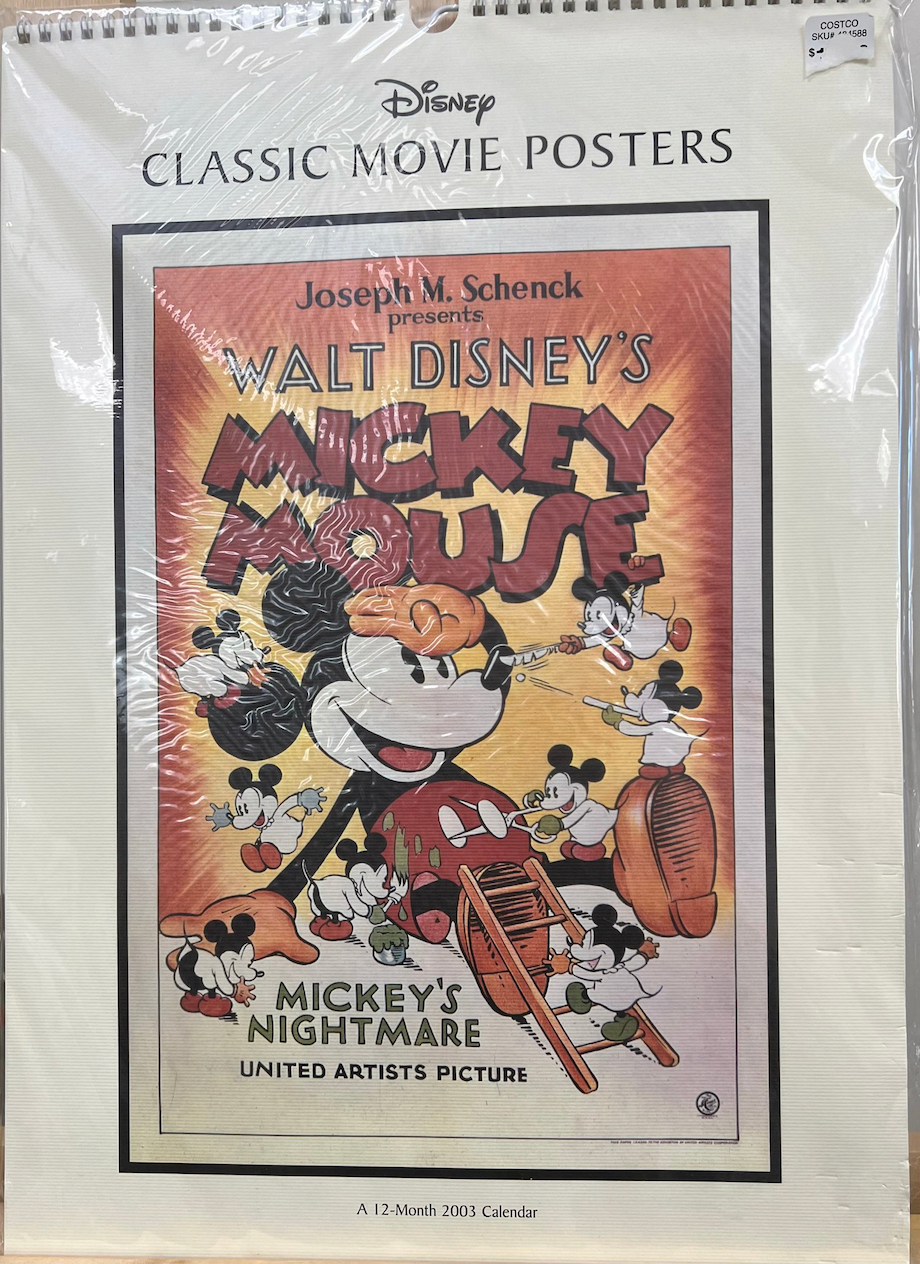 COSTCO
SKU#
DISNEY
CLASSIC MOVIE POSTERS
Joseph M. Schenck
presents
WALT DISNEY'S
MICKEY
MOUSE
MICKEY'S
NIGHTMARE
UNITED ARTISTS PICTURE
A 12-Month 2003 Calendar